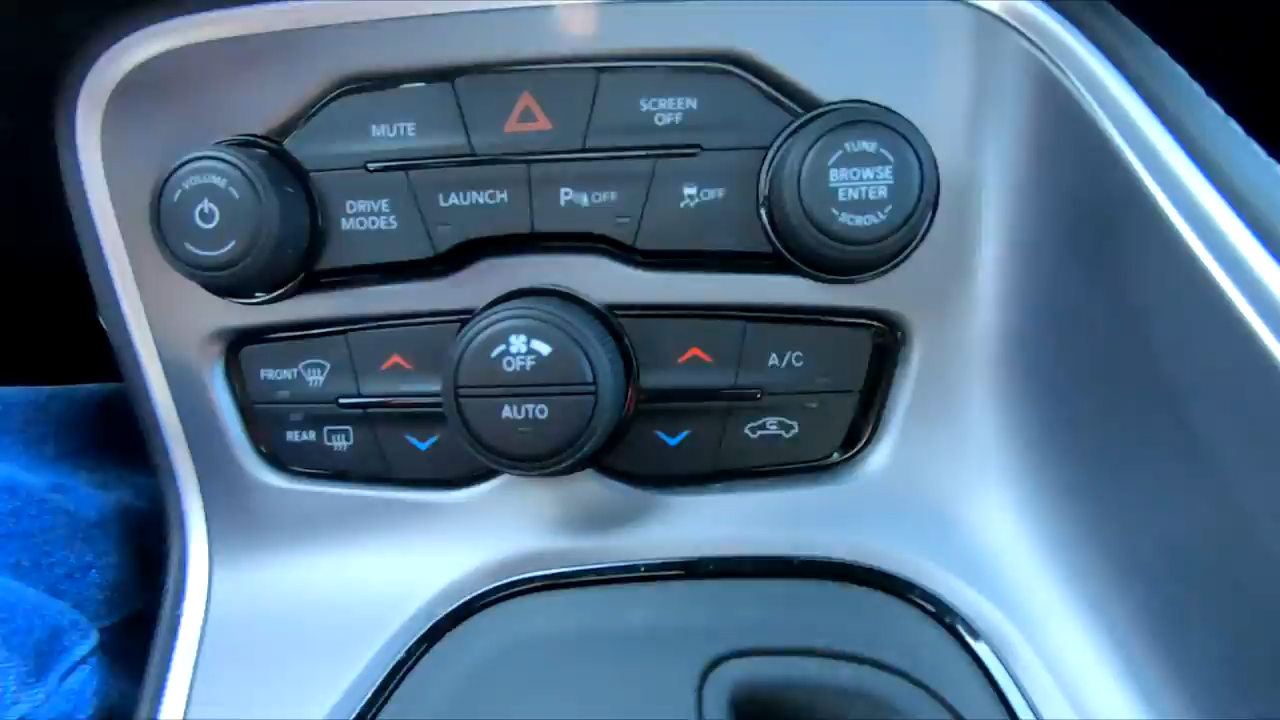 MUTE
SCREEN
OFF
VOLUME
DRIVE
MODES
LAUNCH
P OFF
OFF
TUNE
BROWSE
ENTER
SCROLL
FRONT
OFF
A/C
REAR
AUTO